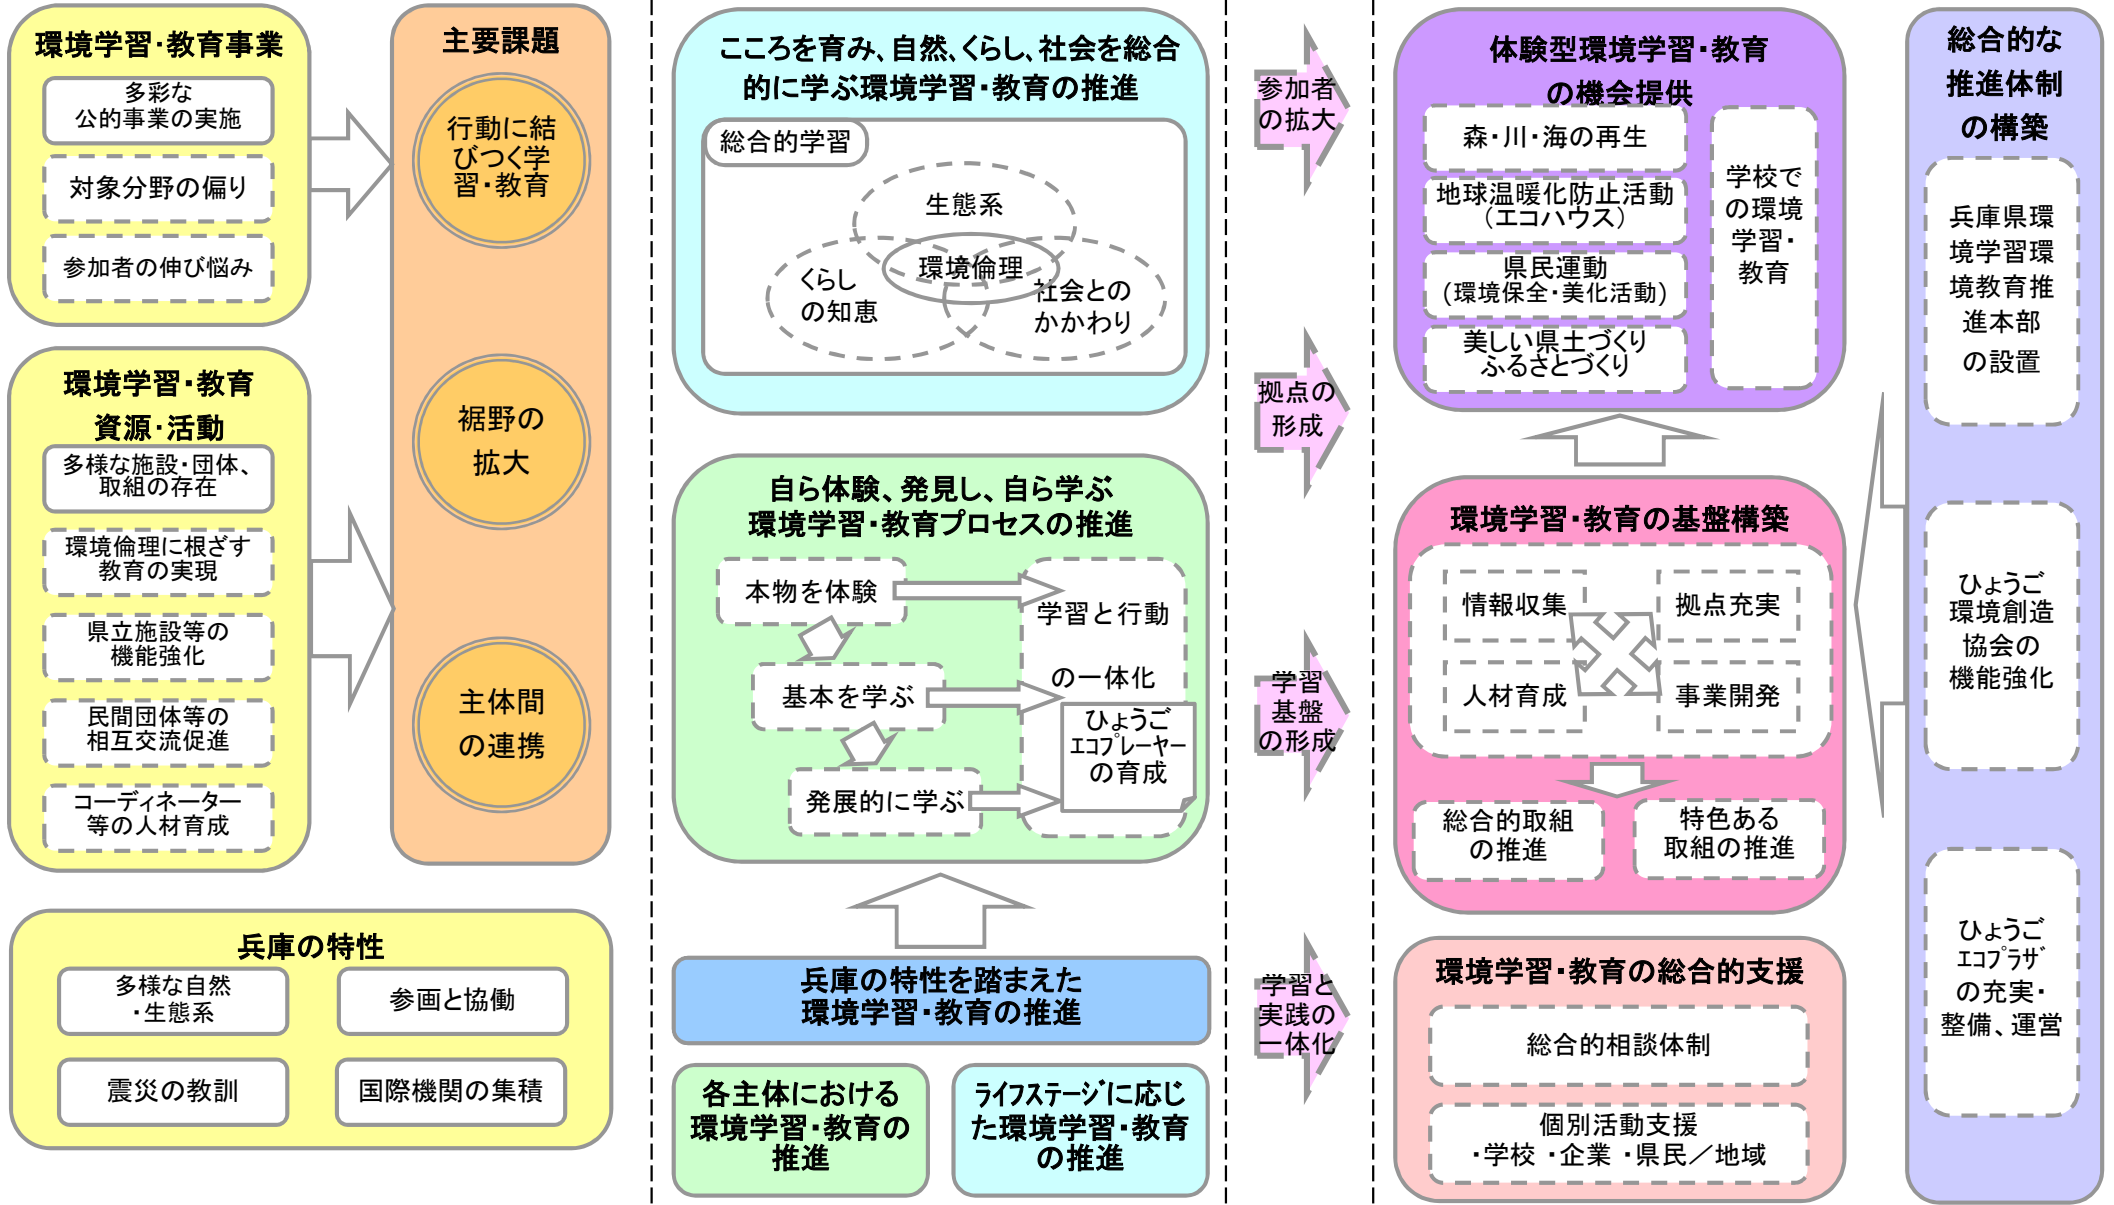 環境学習･教育事業
多彩な
公的事業の実施
対象分野の偏り
参加者の伸び悩み
環境学習･教育
資源･活動
多様な施設・団体、
取組の存在
環境倫理に根ざす
教育の実現
県立施設等の
機能強化
民間団体等の
相互交流促進
コーディネーター
等の人材育成
主要課題
行動に結
びつく学
習・教育
裾野の
拡大
主体間
の連携
兵庫の特性
多様な自然
・生態系
参画と協働
震災の教訓
国際機関の集積
こころを育み、自然、くらし、社会を総合
的に学ぶ環境学習・教育の推進
総合的学習
生態系
環境倫理
くらし
の知恵
社会との
かかわり
自ら体験、発見し、自ら学ぶ
環境学習・教育プロセスの推進
本物を体験
基本を学ぶ
発展的に学ぶ
学習と行動
の一体化
ひょうご
エコプレーヤー
の育成
兵庫の特性を踏まえた
環境学習・教育の推進
各主体における
環境学習・教育の
推進
ライフステージに応じ
た環境学習・教育
の推進
参加者
の拡大
拠点の
形成
学習
基盤
の形成
学習と
実践の
一体化
体験型環境学習・教育
の機会提供
森・川・海の再生
地球温暖化防止活動
（エコハウス）
県民運動
(環境保全・美化活動)
美しい県土づくり
ふるさとづくり
学校で
の環境
学習・
教育
環境学習・教育の基盤構築
情報収集
拠点充実
人材育成
事業開発
総合的取組
の推進
特色ある
取組の推進
環境学習・教育の総合的支援
総合的相談体制
個別活動支援
・学校 ・企業 ・県民／地域
総合的な
推進体制
の構築
兵庫県環
境学習環
境教育推
進本部
の設置
ひょうご
環境創造
協会の
機能強化
ひょうご
エコプラザ
の充実・
整備、運営